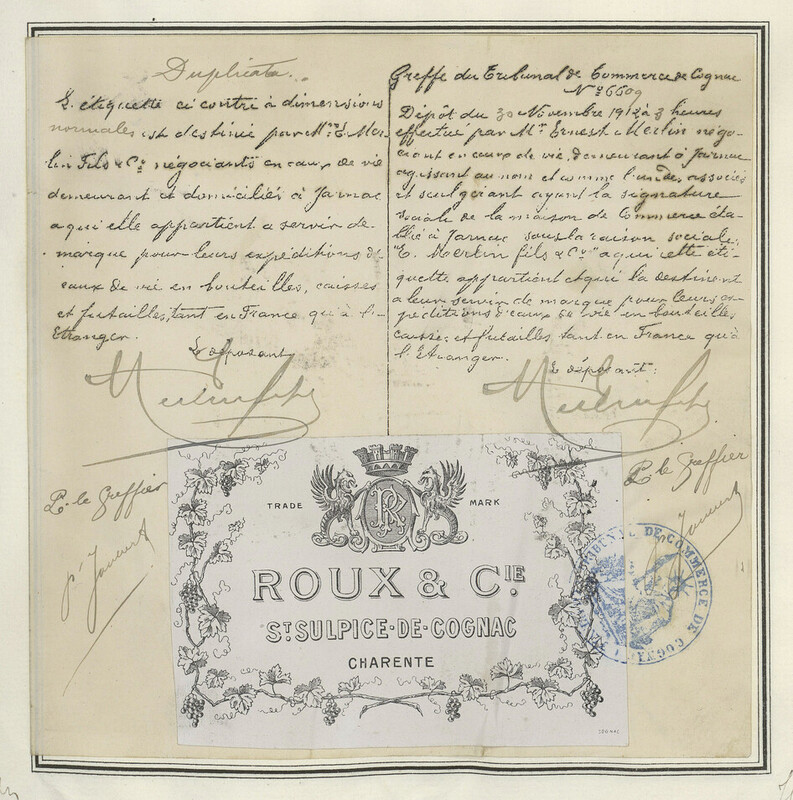 Duplicata.
L'étiquette ci contre à dimensions
normales est destinée par Mrs E. Mer-
lin Fils & Cie négociants en eaux de vie
demeurant et domiciliés à Jarnac
a qui elle appartient a servir de
marque pour leurs expéditions d'
eaux de vie en bouteilles, caisses
et futailles, tant en France qu'à l'-
Etranger.
Le déposant
P. le Greffier
Greffe du Tribunal de Commerce de Cognac
No 6609
Dépôt du 30 Novembre 1912 à 3 heures
effectué par Mr Ernest Merlin négo-
ciant en eaux de vie, demeurant à Jarnac
agissant au nom et comme l'un des associés
et seul gérant ayant la signature
sociale de la maison de Commerce éta-
blie à Jarnac sous la raison sociale,
"E. Merlin fils & Cie" a qui cette éti-
quette appartient et qui la destinent
a leur servir de marque pour leurs ex-
péditions d'eaux de vie en bouteilles
caisses, et futailles tant en France qu'à
l'Etranger.
Le déposant:
P. le Greffier
TRADE MARK
R
ROUX & CIE.
ST. SULPICE-DE-COGNAC
CHARENTE
TRIBUNAL DE COMMERCE DE COGNAC